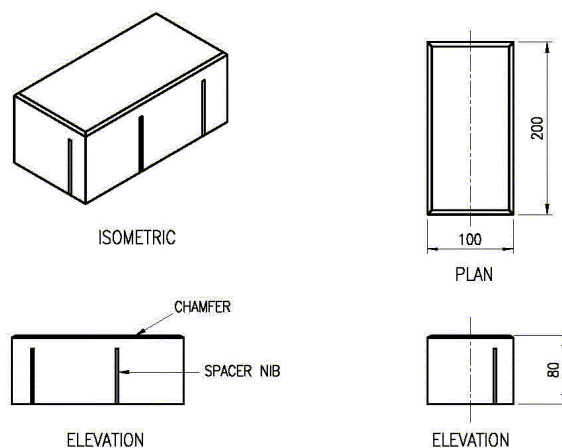 ISOMETRIC
200
100
PLAN
CHAMFER
SPACER NIB
80
ELEVATION
ELEVATION